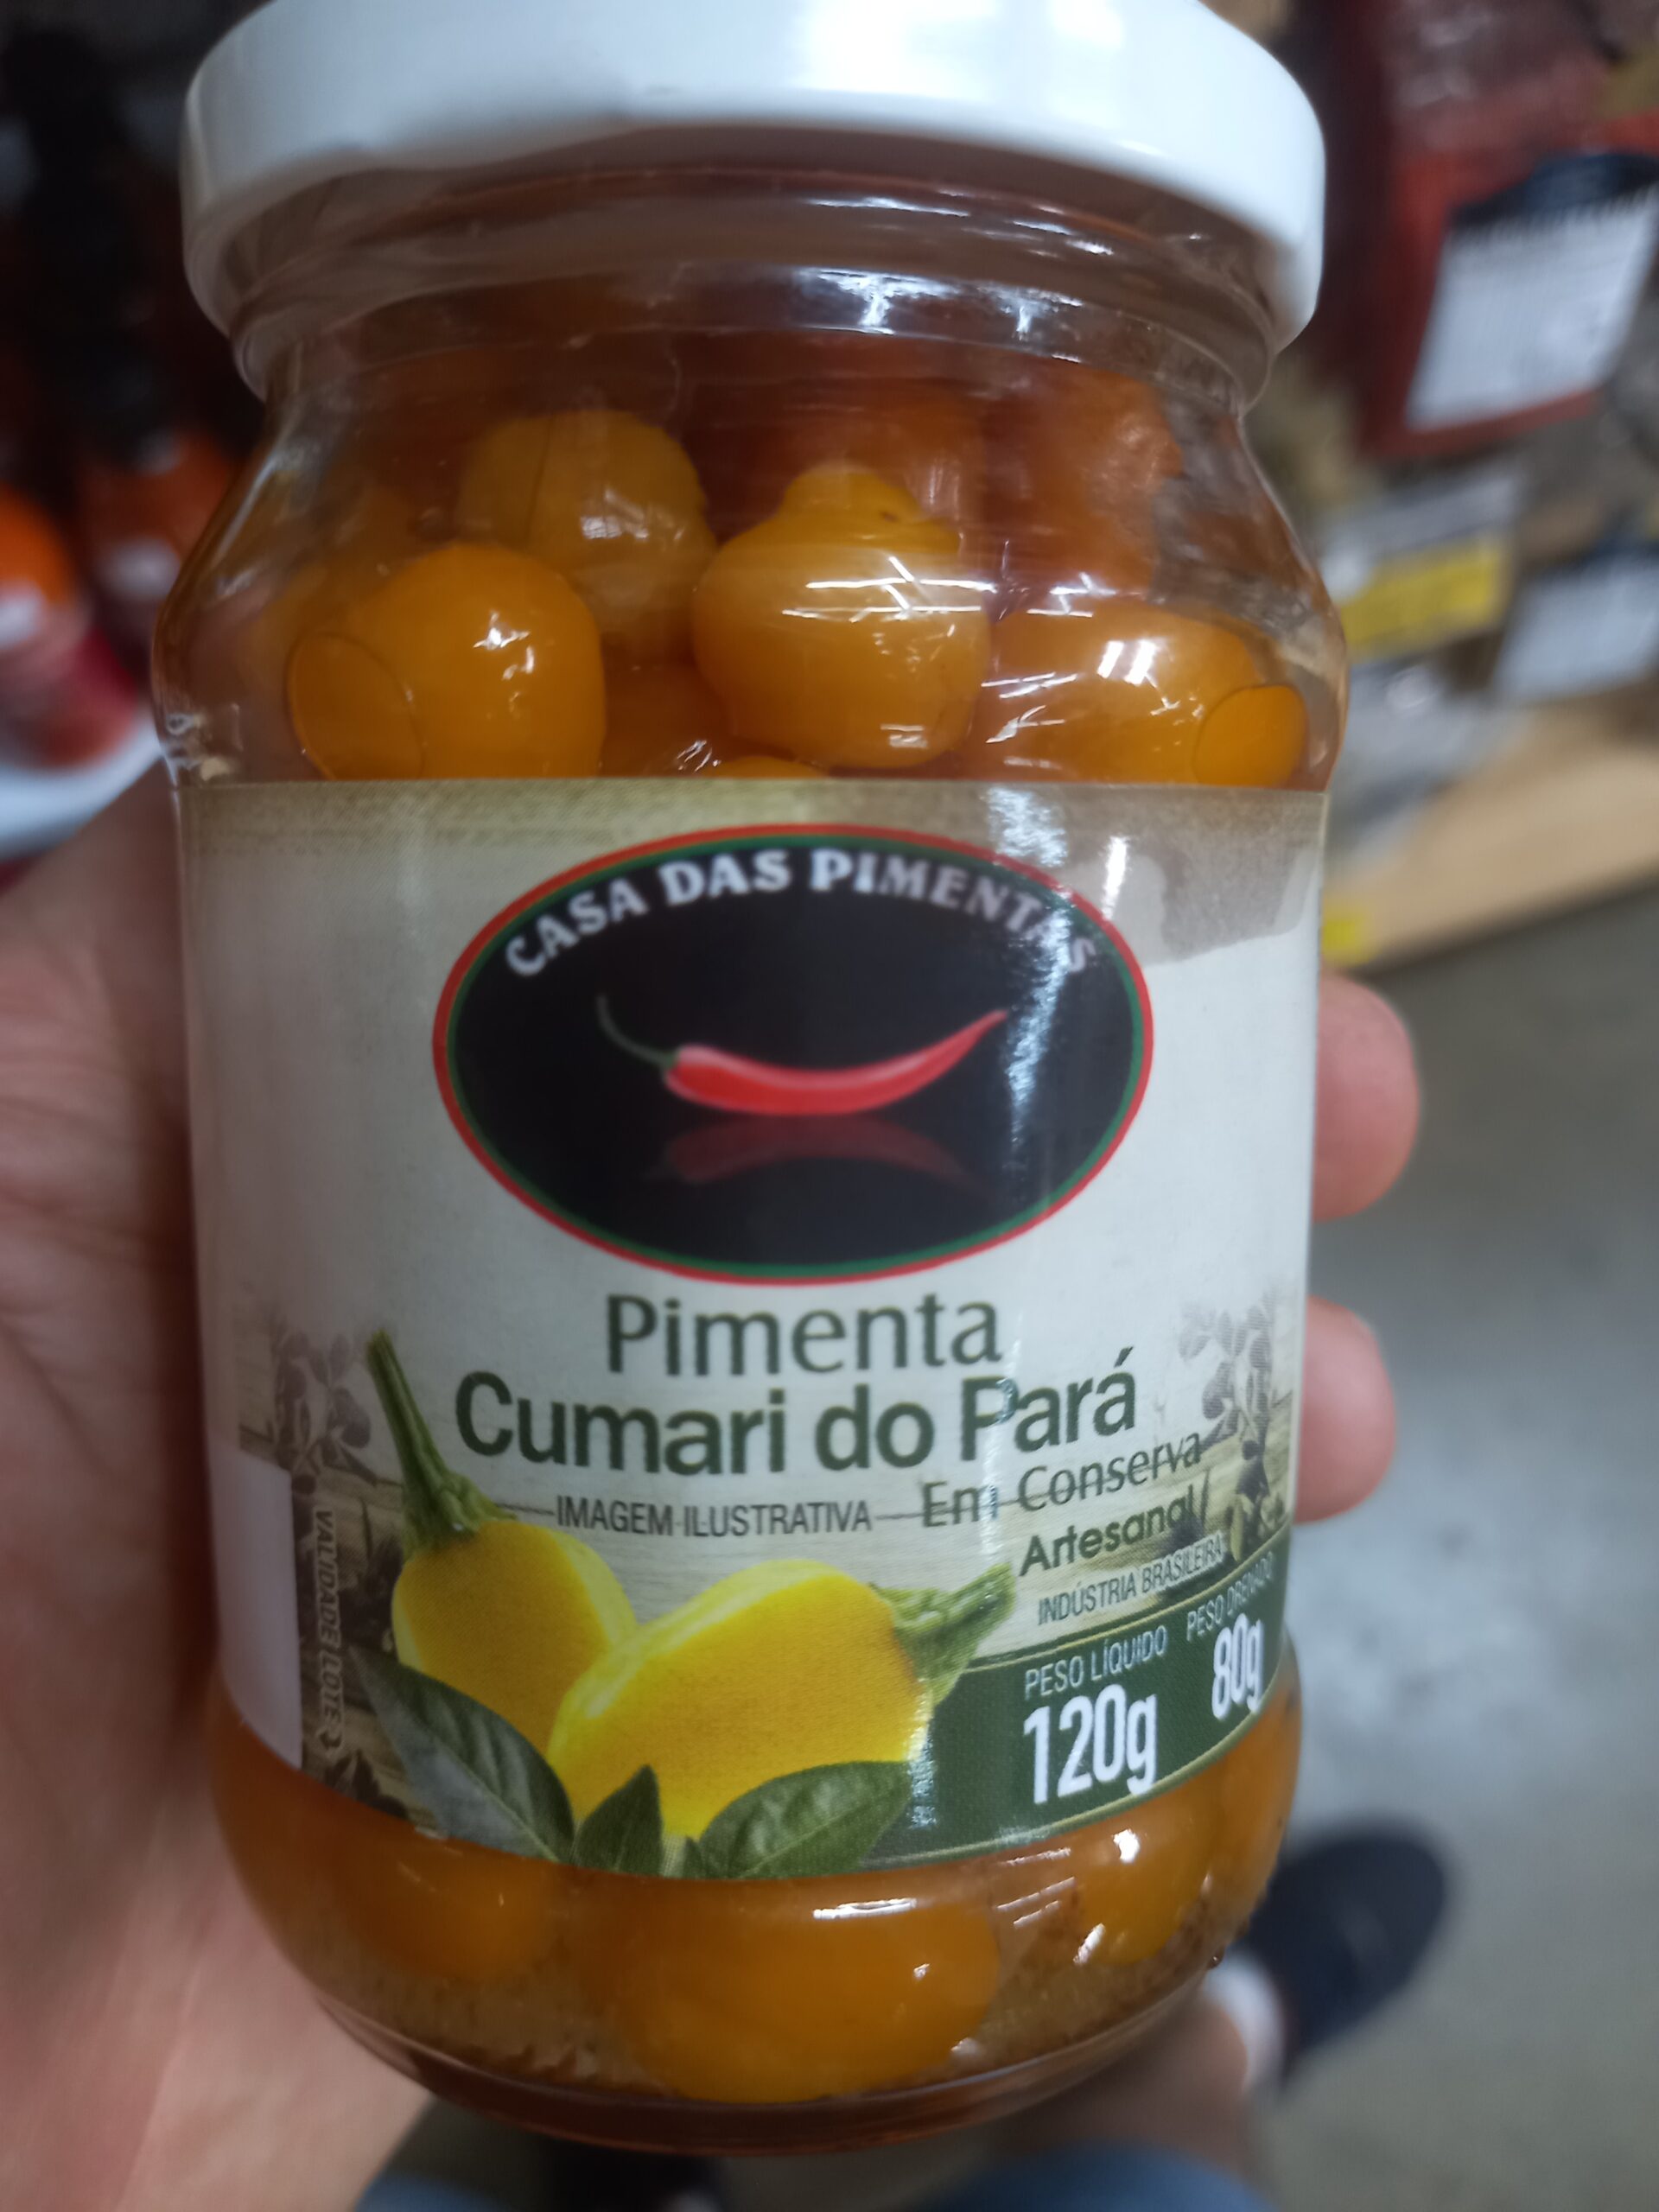 CASA DAS PIMENTAS
Pimenta
Cumari do Pará
Em Conserva
IMAGEM ILUSTRATIVA
Artesanal
INDÚSTRIA BRASILEIRA
PESO LÍQUIDO
120g
PESO DRENADO
80g
VALIDADE LOTE